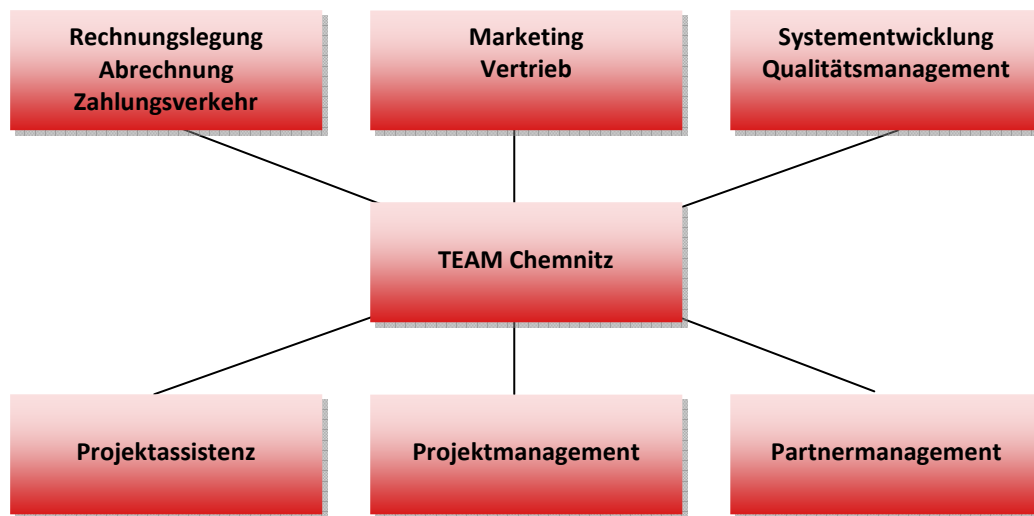 Rechnungslegung
Abrechnung
Zahlungsverkehr
Marketing
Vertrieb
Systementwicklung
Qualitätsmanagement
TEAM Chemnitz
Projektassistenz
Projektmanagement
Partnermanagement